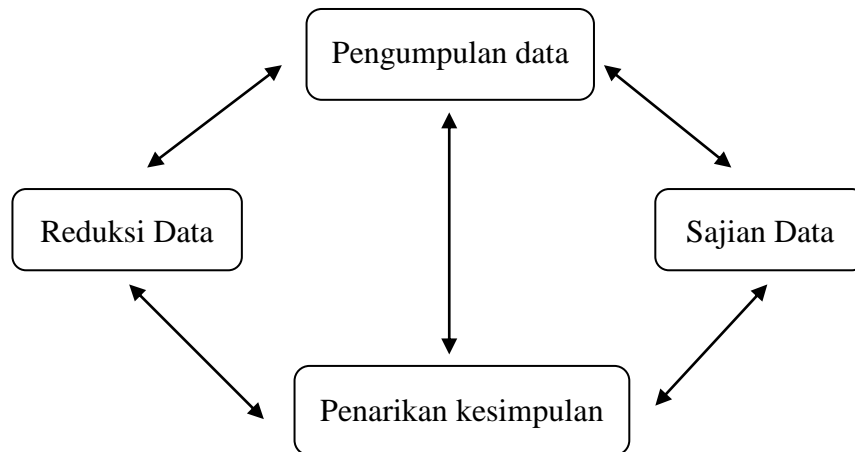 Pengumpulan data
Reduksi Data
Sajian Data
Penarikan kesimpulan